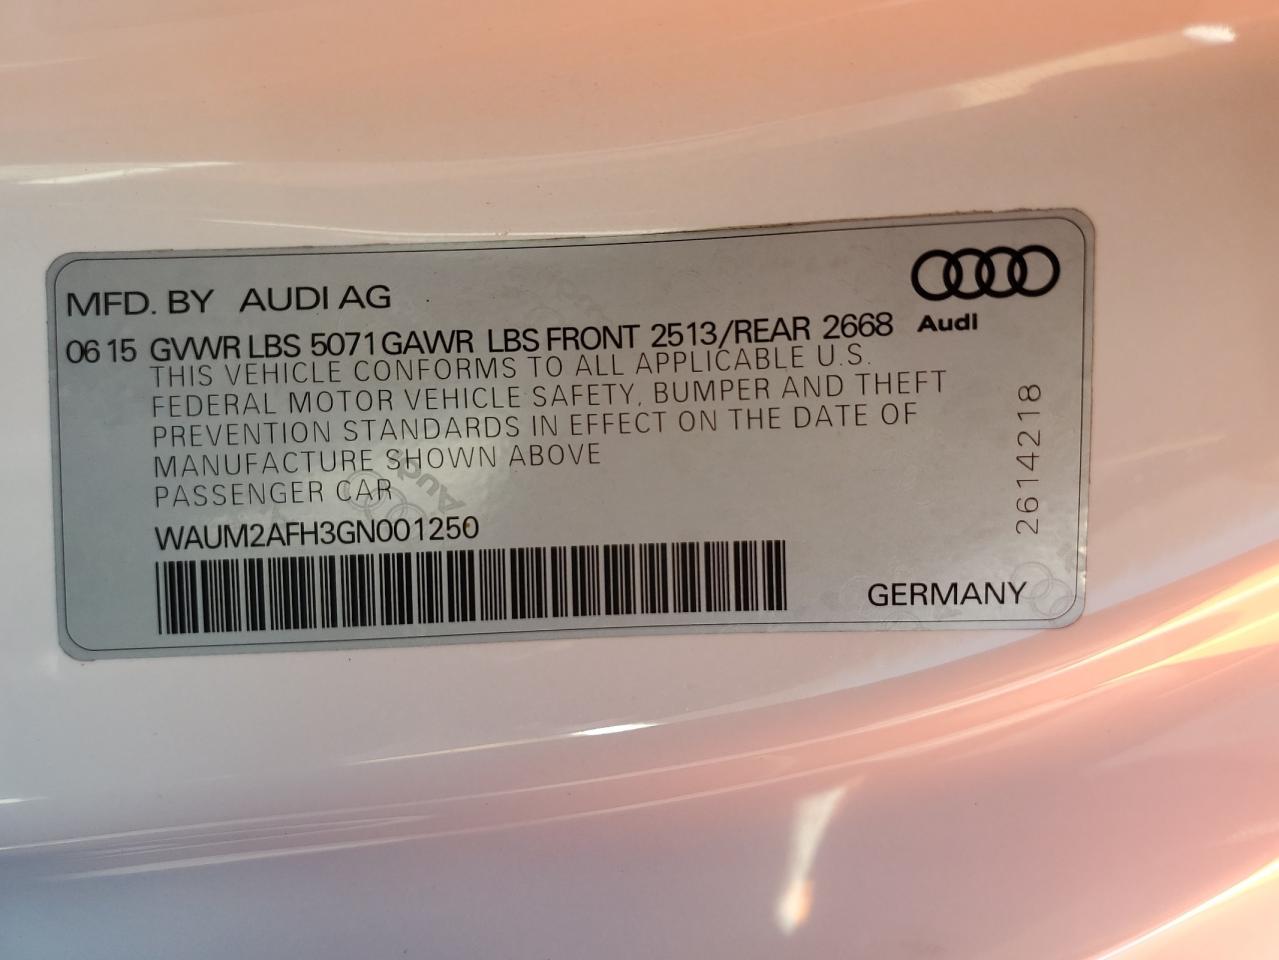 MFD. BY AUDI AG
06 15 GVWR LBS 5071 GAWR LBS FRONT 2513/REAR 2668
Audi
THIS VEHICLE CONFORMS TO ALL APPLICABLE U.S.
FEDERAL MOTOR VEHICLE SAFETY, BUMPER AND THEFT
PREVENTION STANDARDS IN EFFECT ON THE DATE OF
MANUFACTURE SHOWN ABOVE
PASSENGER CAR
WAUM2AFH3GN001250
GERMANY
2614218
Audi